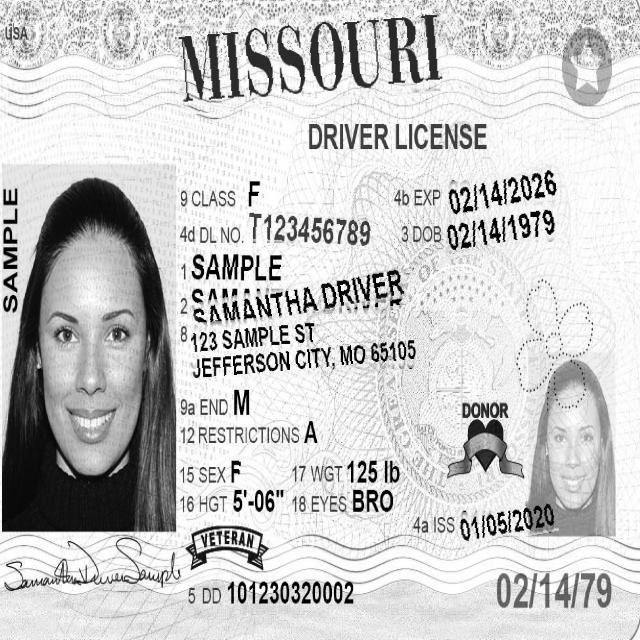 USA
MISSOURI
DRIVER LICENSE
SAMPLE
9 CLASS F
4b EXP 02/14/2026
4d DL NO. T123456789
3 DOB 02/14/1979
1 SAMPLE
2 SAMANTHA DRIVER
8 123 SAMPLE ST
JEFFERSON CITY, MO 65105
9a END M
12 RESTRICTIONS A
DONOR
15 SEX F 17 WGT 125 lb
16 HGT 5'-06" 18 EYES BRO
4a ISS 01/05/2020
VETERAN
Samantha Driver Sample
5 DD 101230320002
02/14/79